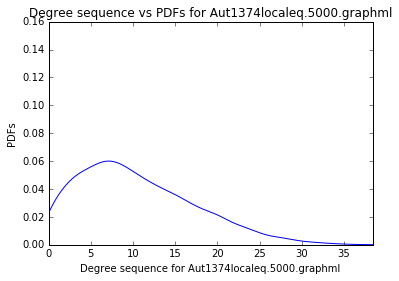 Degree sequence vs PDFs for Aut1374localeq.5000.graphml
0.16
0.14
0.12
0.10
0.08
0.06
0.04
0.02
0.00
PDFs
0 5 10 15 20 25 30 35
Degree sequence for Aut1374localeq.5000.graphml